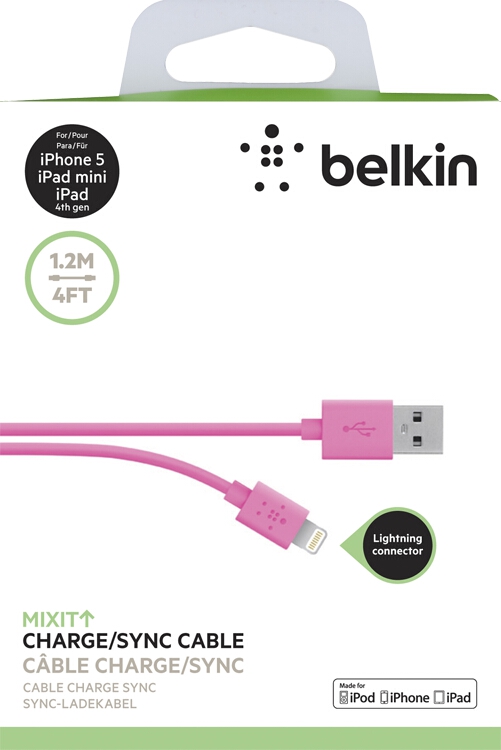 For/Pour
Para/Für
iPhone 5
iPad mini
iPad
4th gen
belkin
1.2M
4FT
Lightning
connector
MIXIT↑
CHARGE/SYNC CABLE
CÂBLE CHARGE/SYNC
CABLE CHARGE SYNC
SYNC-LADEKABEL
Made for
iPod iPhone iPad